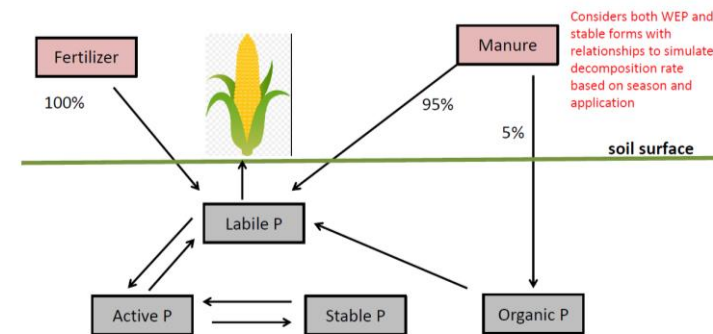 Fertilizer
100%
Manure
Considers both WEP and
stable forms with
relationships to simulate
decomposition rate
based on season and
application
95%
5%
soil surface
Labile P
Active P
Stable P
Organic P